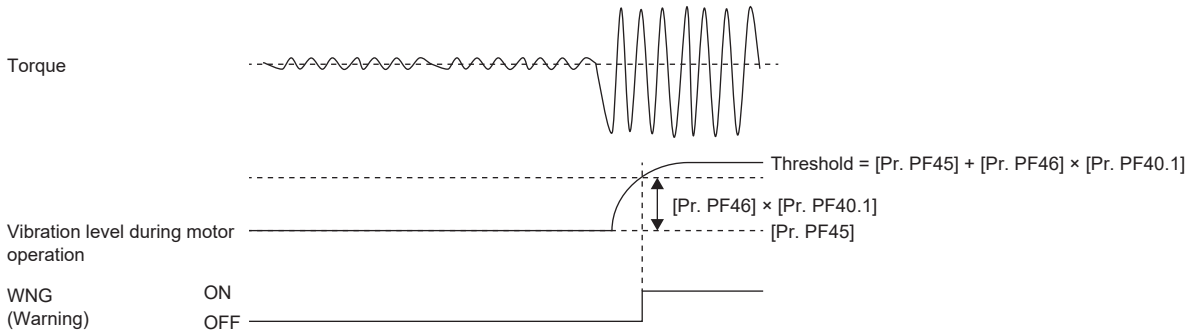 Torque
Threshold = [Pr. PF45] + [Pr. PF46] × [Pr. PF40.1]
[Pr. PF46] × [Pr. PF40.1]
Vibration level during motor
operation
[Pr. PF45]
WNG
(Warning)
ON
OFF